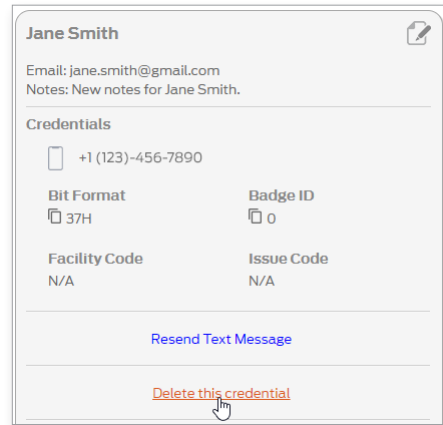 Jane Smith
Email: jane.smith@gmail.com
Notes: New notes for Jane Smith.
Credentials
+1 (123)-456-7890
Bit Format Badge ID
37H 0
Facility Code Issue Code
N/A N/A
Resend Text Message
Delete this credential